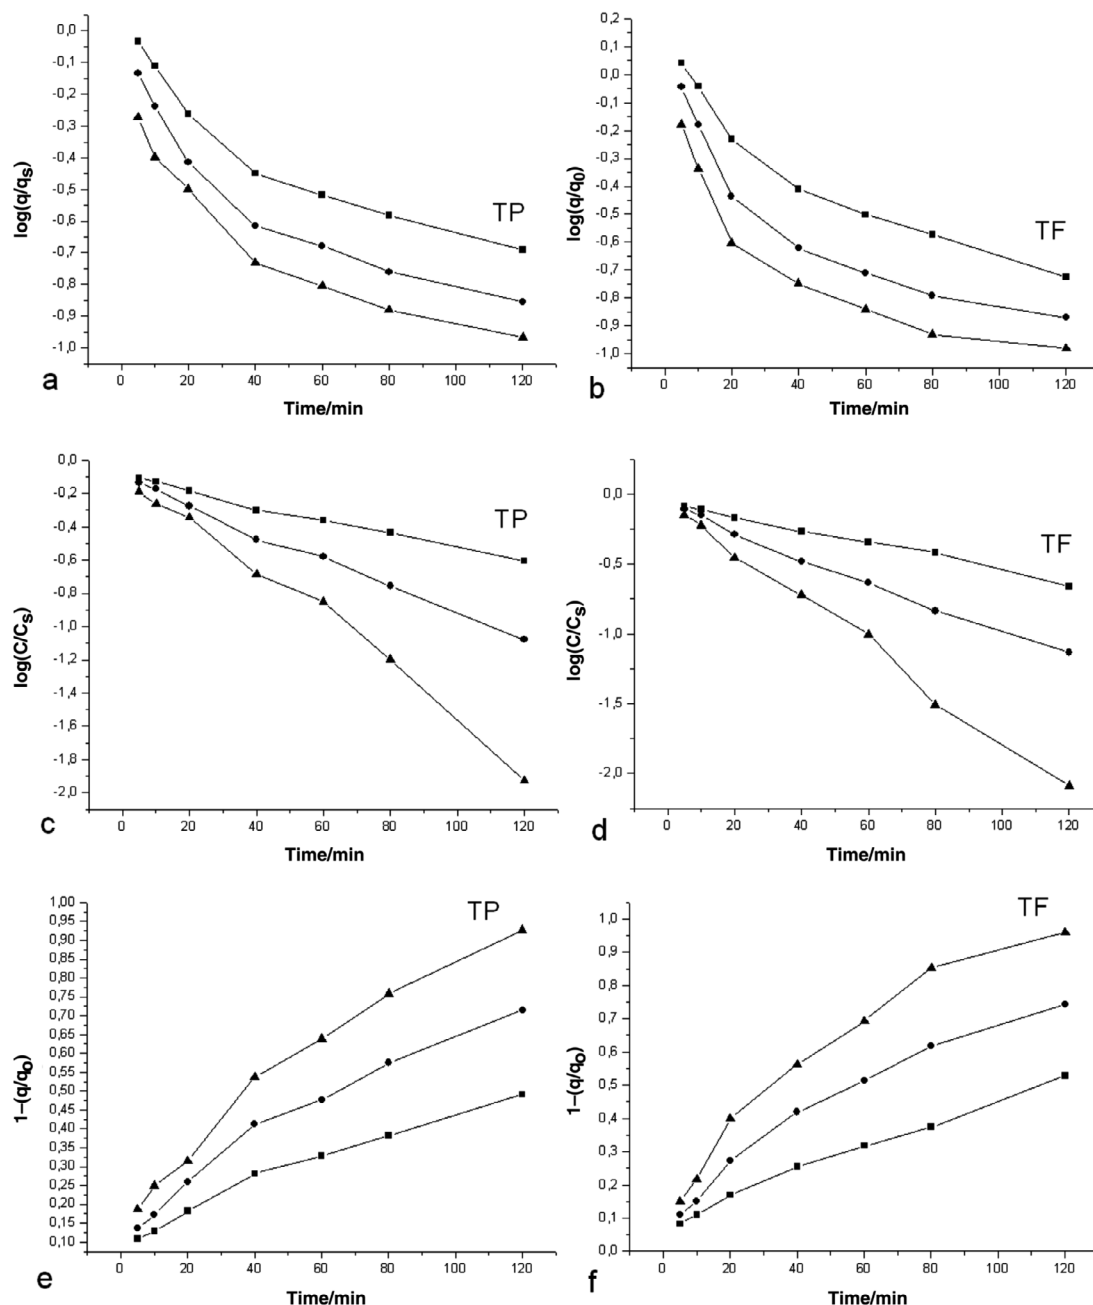 0,0
-0,1
-0,2
-0,3
-0,4
-0,5
-0,6
-0,7
-0,8
-0,9
-1,0
log(q/qs)
TP
0 20 40 60 80 100 120
a
Time/min
0,2
0,1
0,0
-0,1
-0,2
-0,3
-0,4
-0,5
-0,6
-0,7
-0,8
-0,9
-1,0
log(q/q0)
TF
0 20 40 60 80 100 120
b
Time/min
0,0
-0,2
-0,4
-0,6
-0,8
-1,0
-1,2
-1,4
-1,6
-1,8
-2,0
log(C/Cs)
TP
0 20 40 60 80 100 120
c
Time/min
0,0
-0,5
-1,0
-1,5
-2,0
log(C/Cs)
TF
0 20 40 60 80 100 120
d
Time/min
1,00
0,95
0,90
0,85
0,80
0,75
0,70
0,65
0,60
0,55
0,50
0,45
0,40
0,35
0,30
0,25
0,20
0,15
0,10
1–(q/qo)
TP
0 20 40 60 80 100 120
e
Time/min
1,0
0,9
0,8
0,7
0,6
0,5
0,4
0,3
0,2
0,1
0,0
1–(q/qo)
TF
0 20 40 60 80 100 120
f
Time/min